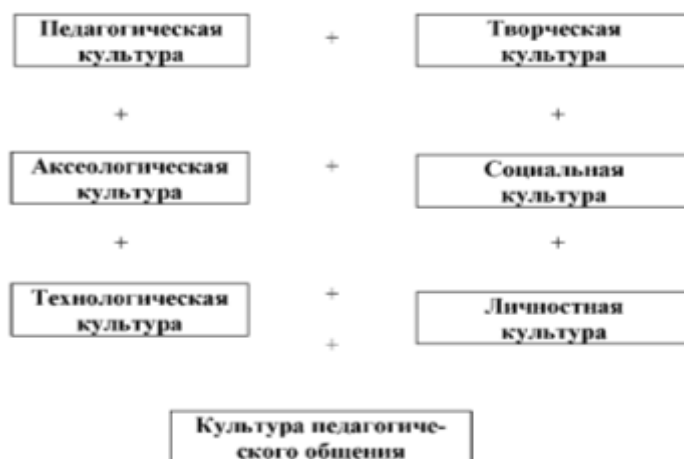 Педагогическая
культура
+
Творческая
культура
+
+
Аксеологическая
культура
+
Социальная
культура
+
+
Технологическая
культура
+
Личностная
культура
+
Культура педагогиче-
ского общения